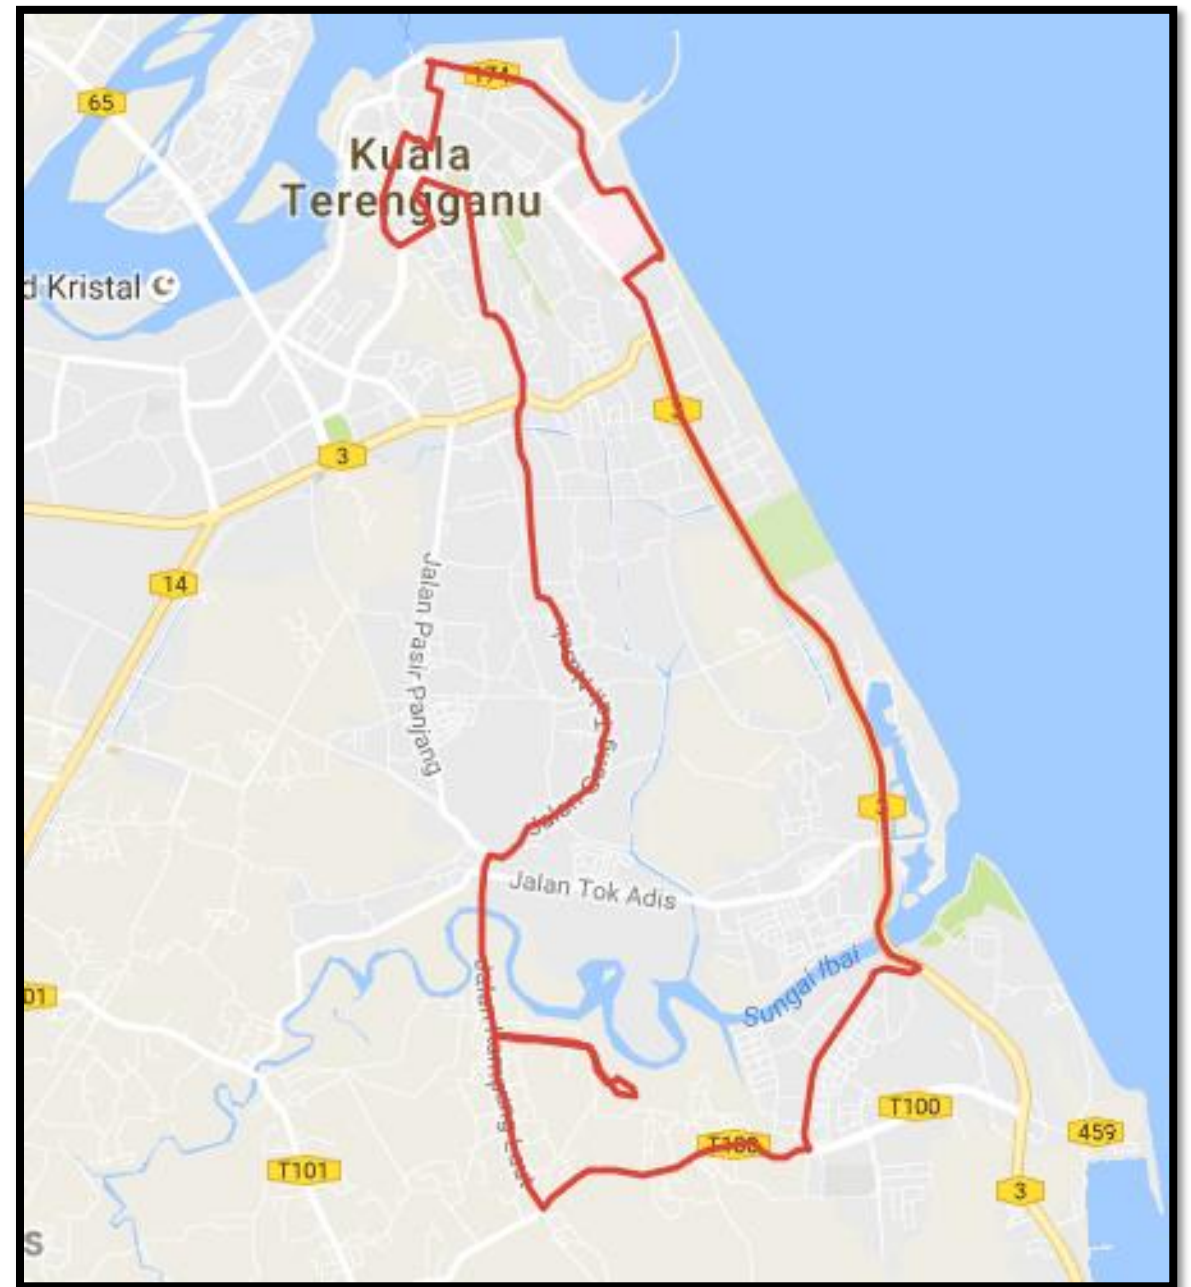 65
174
Kuala
Terengganu
d Kristal
3
3
14
Jalan Pasir Panjang
3
Jalan Tok Adis
01
Sungai Ibai
T100
T100
459
T101
3
s